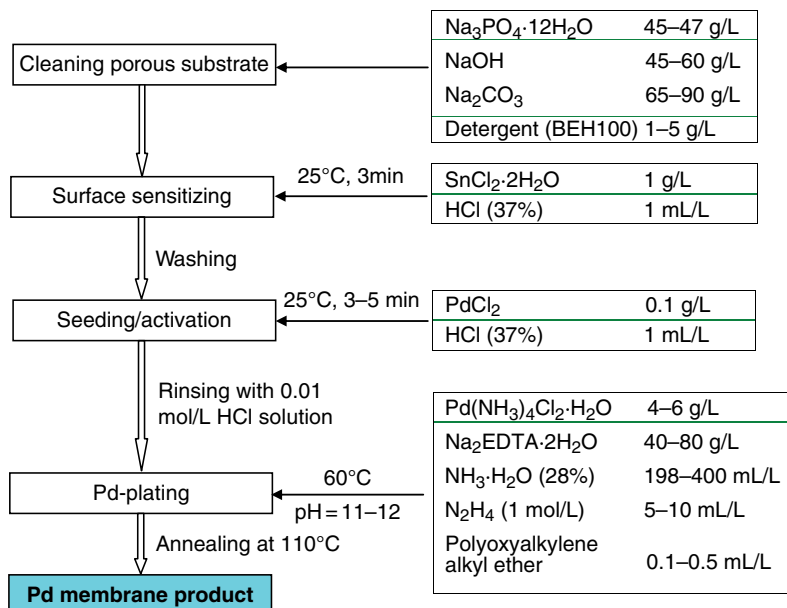 Cleaning porous substrate
Na₃PO₄·12H₂O 45–47 g/L
NaOH 45–60 g/L
Na₂CO₃ 65–90 g/L
Detergent (BEH100) 1–5 g/L
Surface sensitizing
25°C, 3min
SnCl₂·2H₂O 1 g/L
HCl (37%) 1 mL/L
Washing
Seeding/activation
25°C, 3–5 min
PdCl₂ 0.1 g/L
HCl (37%) 1 mL/L
Rinsing with 0.01
mol/L HCl solution
Pd-plating
60°C
pH = 11–12
Pd(NH₃)₄Cl₂·H₂O 4–6 g/L
Na₂EDTA·2H₂O 40–80 g/L
NH₃·H₂O (28%) 198–400 mL/L
N₂H₄ (1 mol/L) 5–10 mL/L
Polyoxyalkylene
alkyl ether 0.1–0.5 mL/L
Annealing at 110°C
Pd membrane product